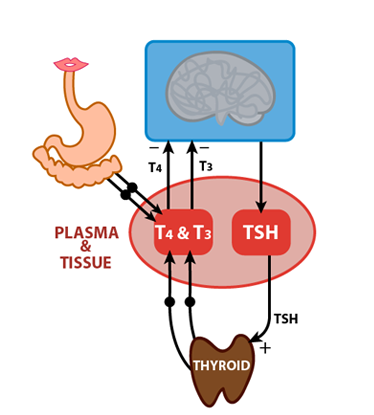 − −
T4 T3
PLASMA
&
TISSUE
T4 & T3
TSH
TSH
+
THYROID